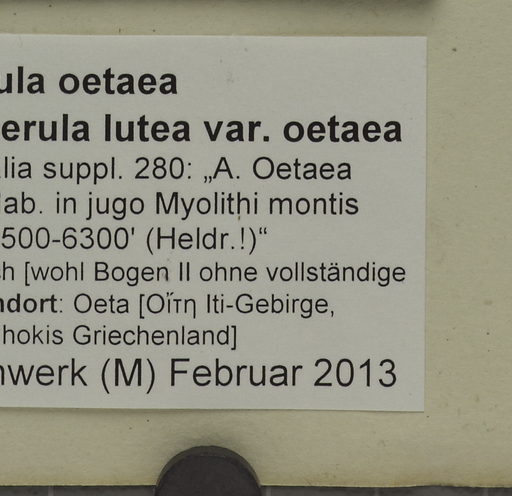 ula oetaea
erula lutea var. oetaea
lia suppl. 280: „A. Oetaea
ab. in jugo Myolithi montis
500-6300' (Heldr.!)“
h [wohl Bogen II ohne vollständige
ndort: Oeta [Οἴτη Iti-Gebirge,
hokis Griechenland]
nwerk (M) Februar 2013